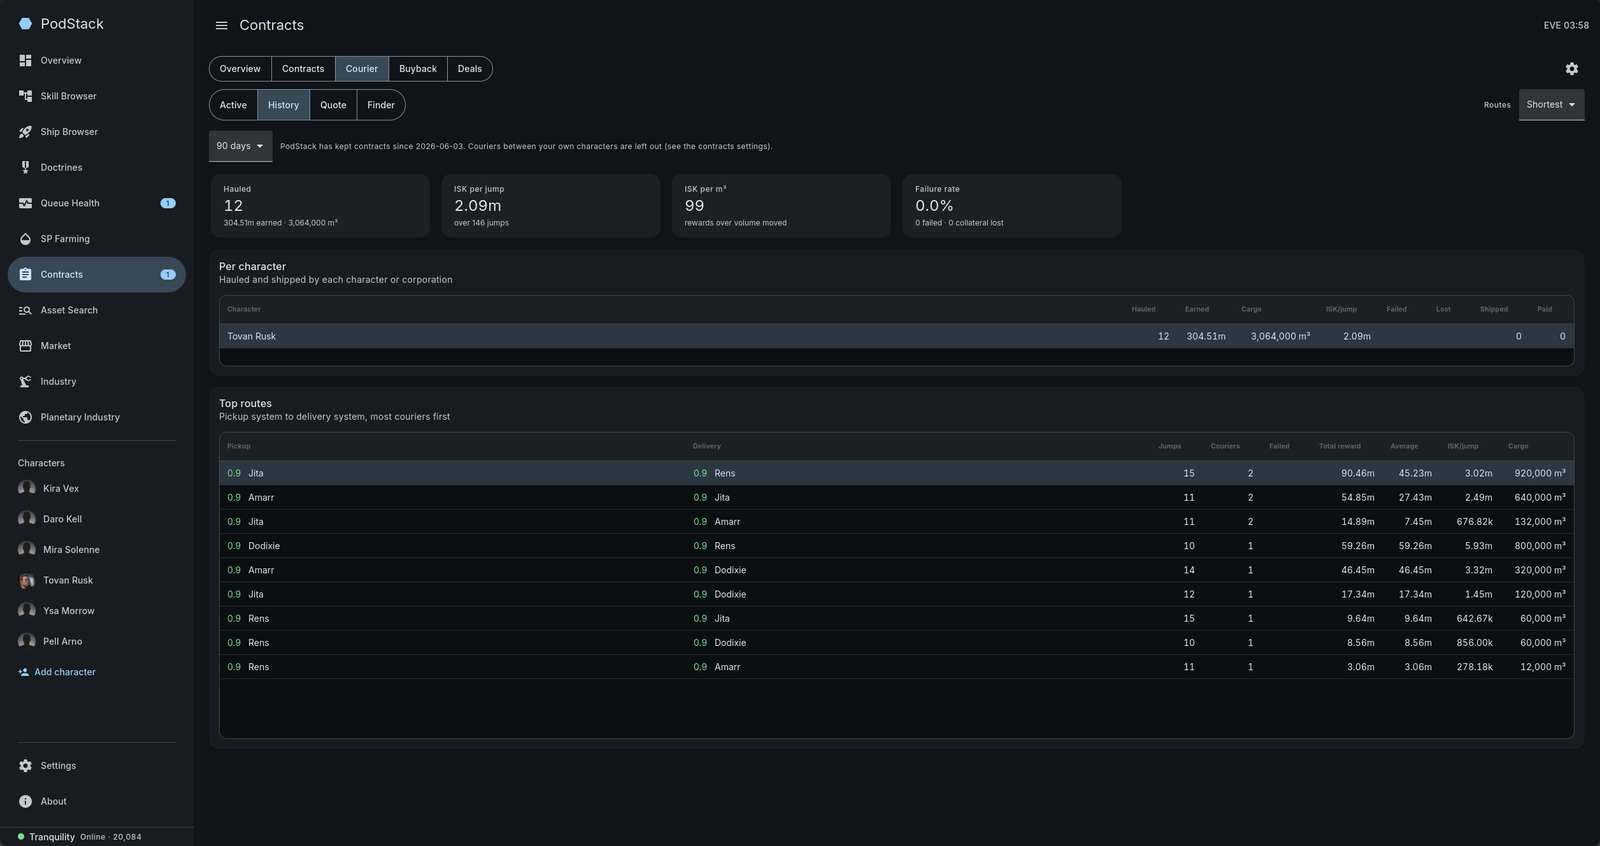 PodStack
Contracts
EVE 03:58
Overview
Skill Browser
Ship Browser
Doctrines
Queue Health 1
SP Farming
Contracts 1
Asset Search
Market
Industry
Planetary Industry
Characters
Kira Vex
Daro Kell
Mira Solenne
Tovan Rusk
Ysa Morrow
Pell Arno
Add character
Settings
About
Tranquility Online · 20,084
Overview Contracts Courier Buyback Deals
Active History Quote Finder
Routes Shortest
90 days PodStack has kept contracts since 2026-06-03. Couriers between your own characters are left out (see the contracts settings).
Hauled
12
304.51m earned · 3,064,000 m³
ISK per jump
2.09m
over 146 jumps
ISK per m³
99
rewards over volume moved
Failure rate
0.0%
0 failed · 0 collateral lost
Per character
Hauled and shipped by each character or corporation
Character Hauled Earned Cargo ISK/jump Failed Lost Shipped Paid
Tovan Rusk 12 304.51m 3,064,000 m³ 2.09m 0 0
Top routes
Pickup system to delivery system, most couriers first
Pickup Delivery Jumps Couriers Failed Total reward Average ISK/jump Cargo
0.9 Jita 0.9 Rens 15 2 90.46m 45.23m 3.02m 920,000 m³
0.9 Amarr 0.9 Jita 11 2 54.85m 27.43m 2.49m 640,000 m³
0.9 Jita 0.9 Amarr 11 2 14.89m 7.45m 676.82k 132,000 m³
0.9 Dodixie 0.9 Rens 10 1 59.26m 59.26m 5.93m 800,000 m³
0.9 Amarr 0.9 Dodixie 14 1 46.45m 46.45m 3.32m 320,000 m³
0.9 Jita 0.9 Dodixie 12 1 17.34m 17.34m 1.45m 120,000 m³
0.9 Rens 0.9 Jita 15 1 9.64m 9.64m 642.67k 60,000 m³
0.9 Rens 0.9 Dodixie 10 1 8.56m 8.56m 856.00k 60,000 m³
0.9 Rens 0.9 Amarr 11 1 3.06m 3.06m 278.18k 12,000 m³